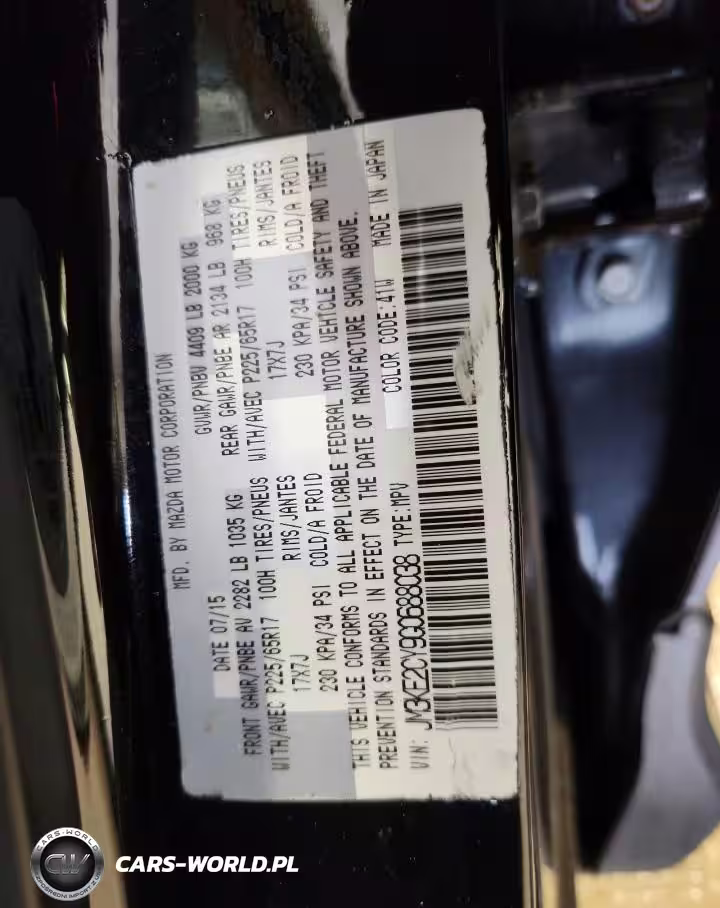 MFD. BY MAZDA MOTOR CORPORATION
DATE 07/15 GVWR/PNBV 4409 LB 2000 KG
FRONT GAWR/PNBE AV 2282 LB 1035 KG REAR GAWR/PNBE AR 2134 LB 968 KG
WITH/AVEC P225/65R17 100H TIRES/PNEUS WITH/AVEC P225/65R17 100H TIRES/PNEUS
17X7J RIMS/JANTES 17X7J RIMS/JANTES
230 KPA/34 PSI COLD/A FROID 230 KPA/34 PSI COLD/A FROID
THIS VEHICLE CONFORMS TO ALL APPLICABLE FEDERAL MOTOR VEHICLE SAFETY AND THEFT
PREVENTION STANDARDS IN EFFECT ON THE DATE OF MANUFACTURE SHOWN ABOVE.
COLOR CODE:41W MADE IN JAPAN
VIN: JM3KE2CY9G0688038 TYPE:MPV
CARS-WORLD
CW
CARS-WORLD.PL